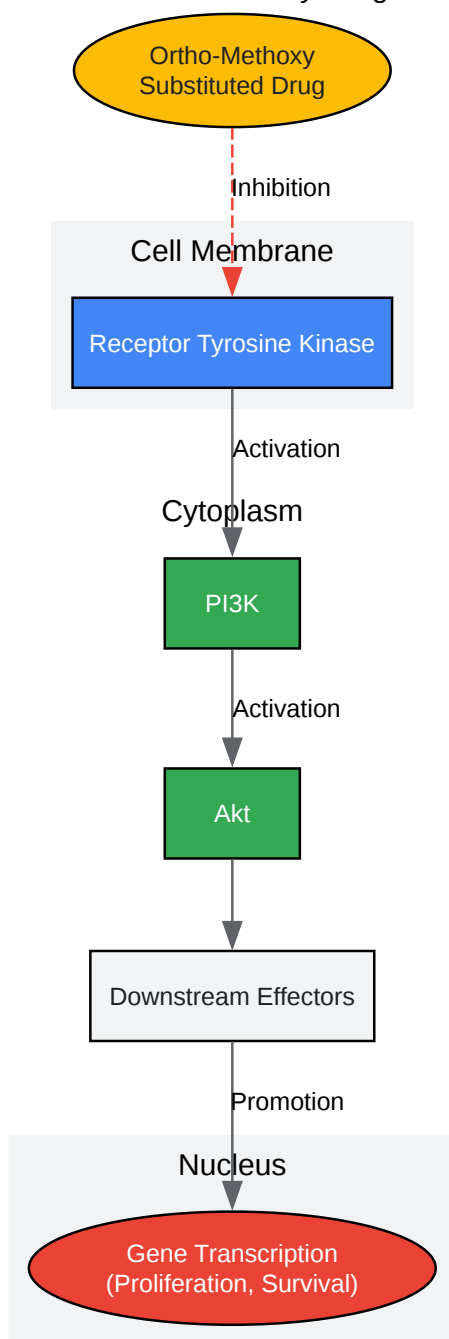 Ortho-Methoxy
Substituted Drug
Inhibition
Cell Membrane
Receptor Tyrosine Kinase
Activation
Cytoplasm
PI3K
Activation
Akt
Downstream Effectors
Promotion
Nucleus
Gene Transcription
(Proliferation, Survival)